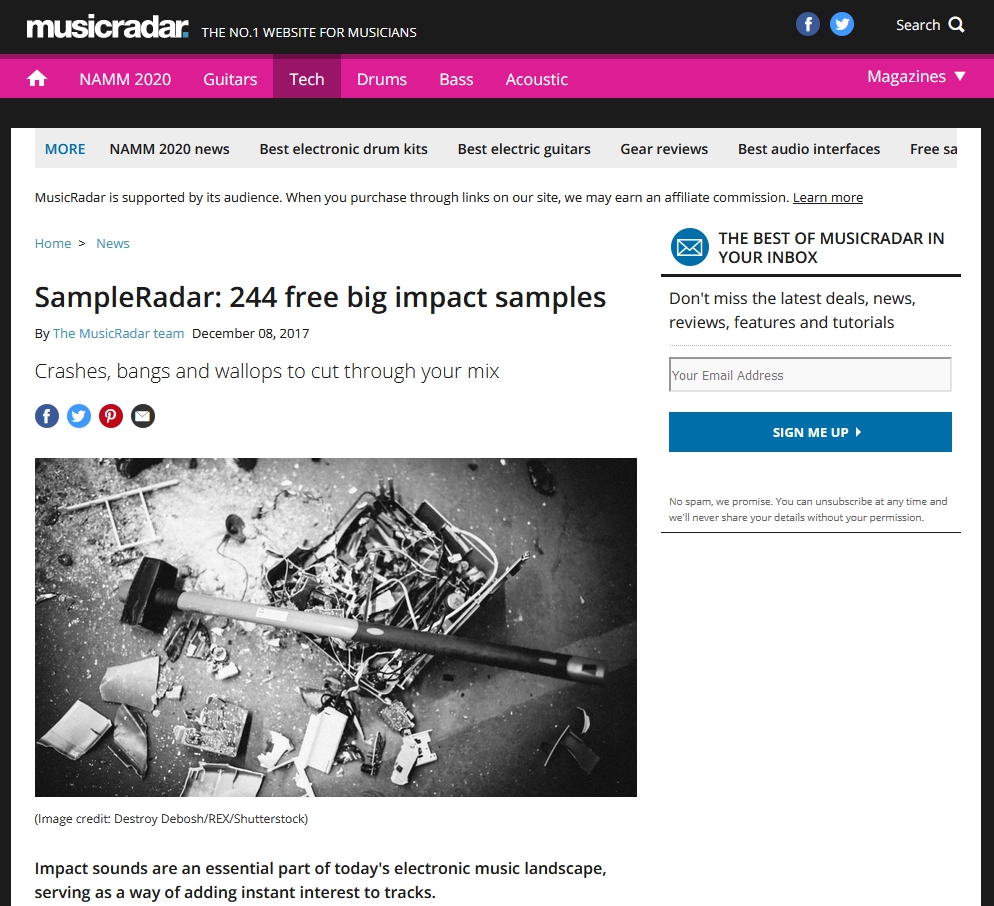 musicradar. THE NO.1 WEBSITE FOR MUSICIANS
Search
NAMM 2020 Guitars Tech Drums Bass Acoustic Magazines
MORE NAMM 2020 news Best electronic drum kits Best electric guitars Gear reviews Best audio interfaces Free sa
MusicRadar is supported by its audience. When you purchase through links on our site, we may earn an affiliate commission. Learn more
Home > News
SampleRadar: 244 free big impact samples
By The MusicRadar team December 08, 2017
Crashes, bangs and wallops to cut through your mix
(Image credit: Destroy Debosh/REX/Shutterstock)
Impact sounds are an essential part of today's electronic music landscape,
serving as a way of adding instant interest to tracks.
THE BEST OF MUSICRADAR IN
YOUR INBOX
Don't miss the latest deals, news,
reviews, features and tutorials
Your Email Address
SIGN ME UP
No spam, we promise. You can unsubscribe at any time and
we'll never share your details without your permission.